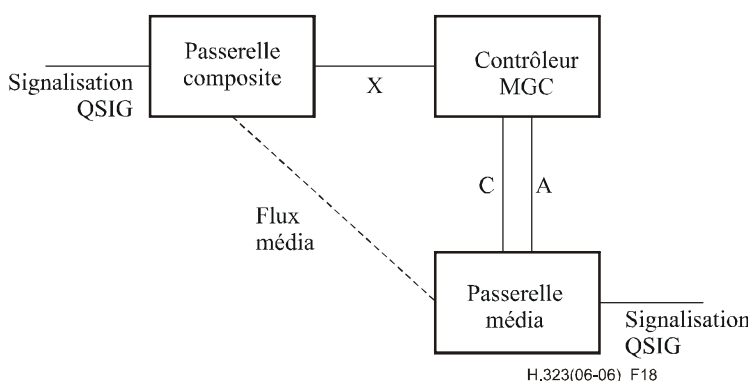 Passerelle
composite
Contrôleur
MGC
Signalisation
QSIG
X
C
A
Flux
média
Passerelle
média
Signalisation
QSIG
H.323(06-06)_F18